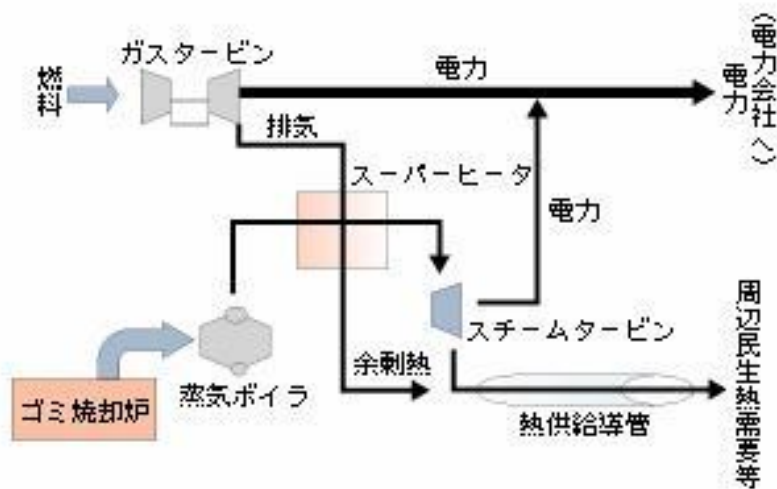 ガスタービン
燃料
電力
電力
(電力会社へ)
排気
スーパーヒータ
電力
スチームタービン
蒸気ボイラ
ゴミ焼却炉
余剰熱
熱供給導管
周辺民生熱需要等